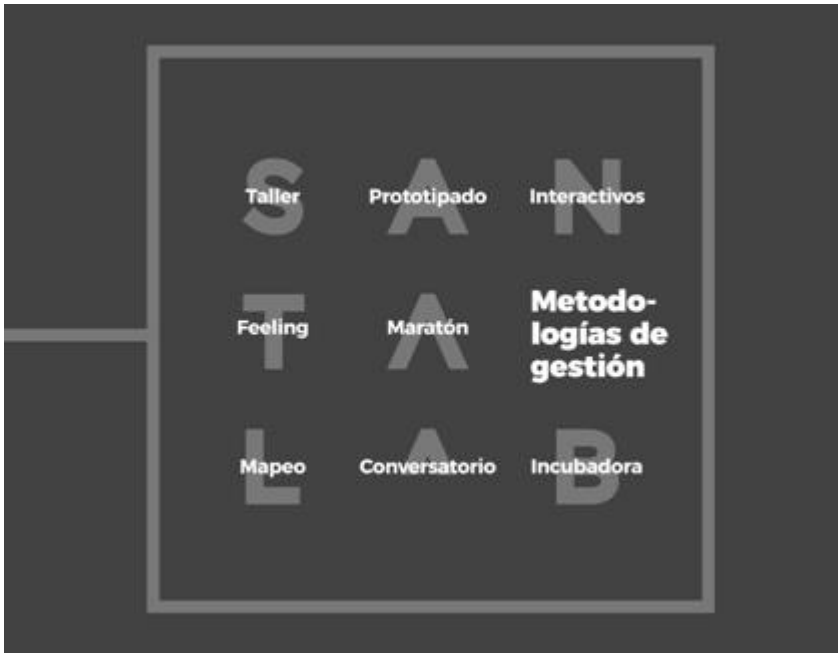 S A N
Taller Prototipado Interactivos
T A
Feeling Maratón
Metodo-
logías de
gestión
L A B
Mapeo Conversatorio Incubadora